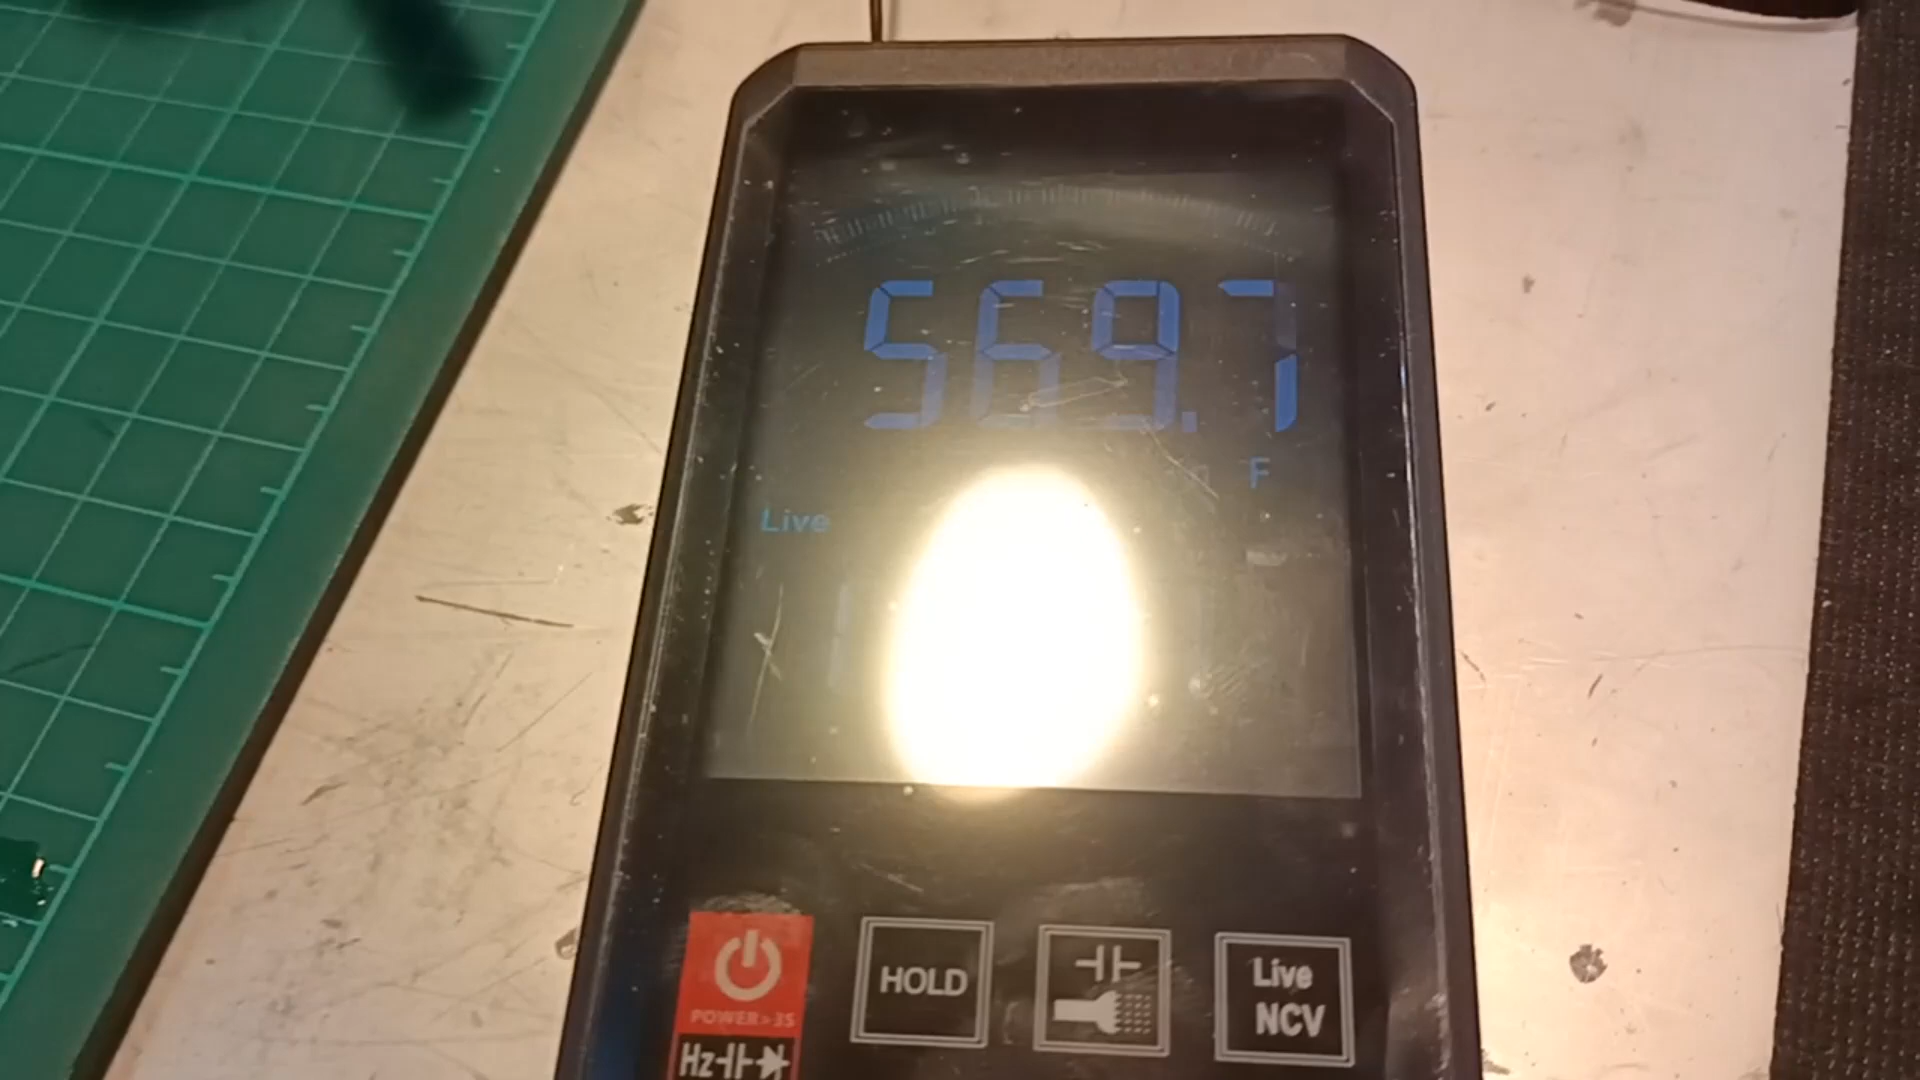 569.7
F
Live
POWER>3S
Hz
HOLD
Live
NCV